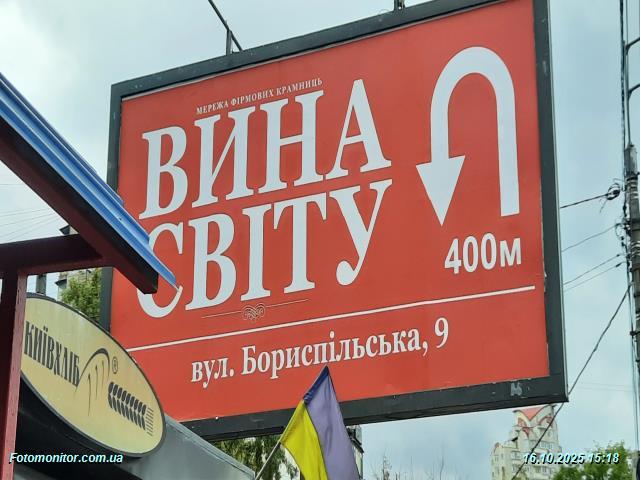 МЕРЕЖА ФІРМОВИХ КРАМНИЦЬ
ВИНА
СВІТУ
400м
вул. Бориспільська, 9
КИЇВХЛІБ
®
Fotomonitor.com.ua
16.10.2025 15:18